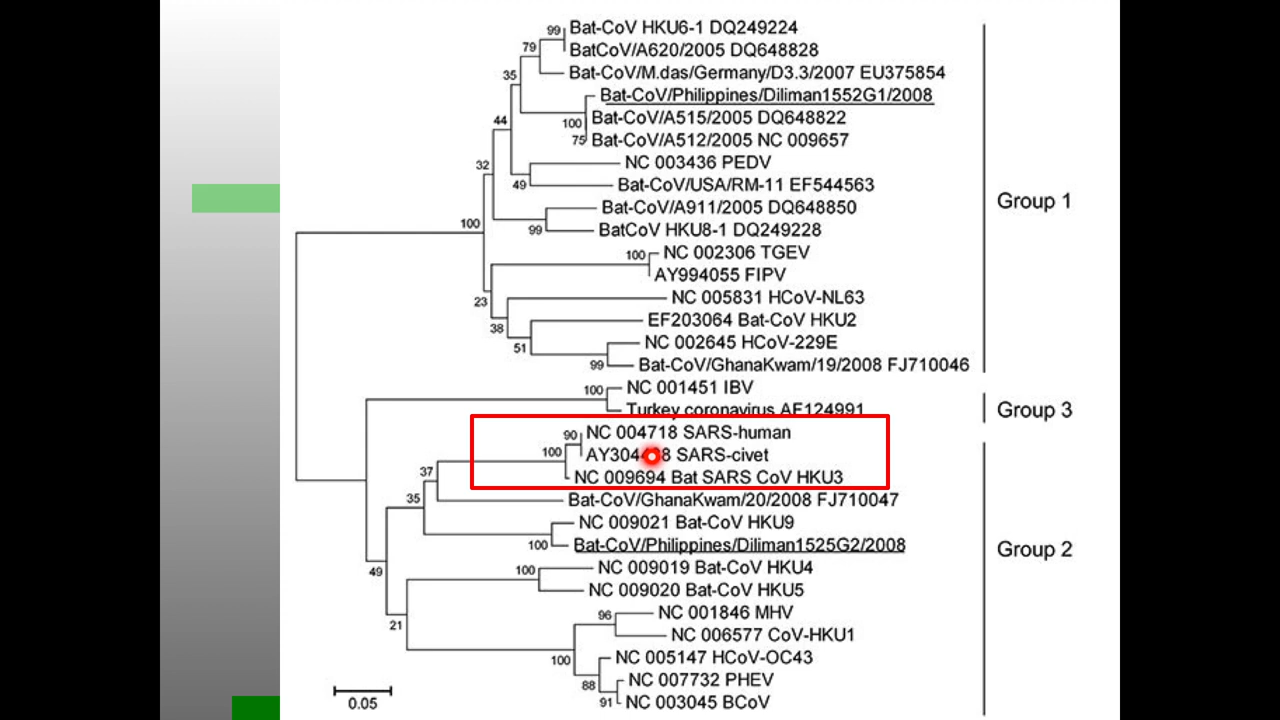 99 Bat-CoV HKU6-1 DQ249224
79 BatCoV/A620/2005 DQ648828
35 Bat-CoV/M.das/Germany/D3.3/2007 EU375854
Bat-CoV/Philippines/Diliman1552G1/2008
44 100 Bat-CoV/A515/2005 DQ648822
75 Bat-CoV/A512/2005 NC 009657
32 NC 003436 PEDV
49 Bat-CoV/USA/RM-11 EF544563
Group 1
Bat-CoV/A911/2005 DQ648850
100 99 BatCoV HKU8-1 DQ249228
100 NC 002306 TGEV
AY994055 FIPV
23 NC 005831 HCoV-NL63
38 EF203064 Bat-CoV HKU2
51 NC 002645 HCoV-229E
99 Bat-CoV/GhanaKwam/19/2008 FJ710046
100 NC 001451 IBV
Turkey coronavirus AF124991
Group 3
90 NC 004718 SARS-human
100 SARS-civet
37 NC 009694 Bat SARS CoV HKU3
35 Bat-CoV/GhanaKwam/20/2008 FJ710047
NC 009021 Bat-CoV HKU9
100 Bat-CoV/Philippines/Diliman1525G2/2008
Group 2
49 100 NC 009019 Bat-CoV HKU4
NC 009020 Bat-CoV HKU5
21 96 NC 001846 MHV
NC 006577 CoV-HKU1
100 NC 005147 HCoV-OC43
88 NC 007732 PHEV
91 NC 003045 BCoV
0.05